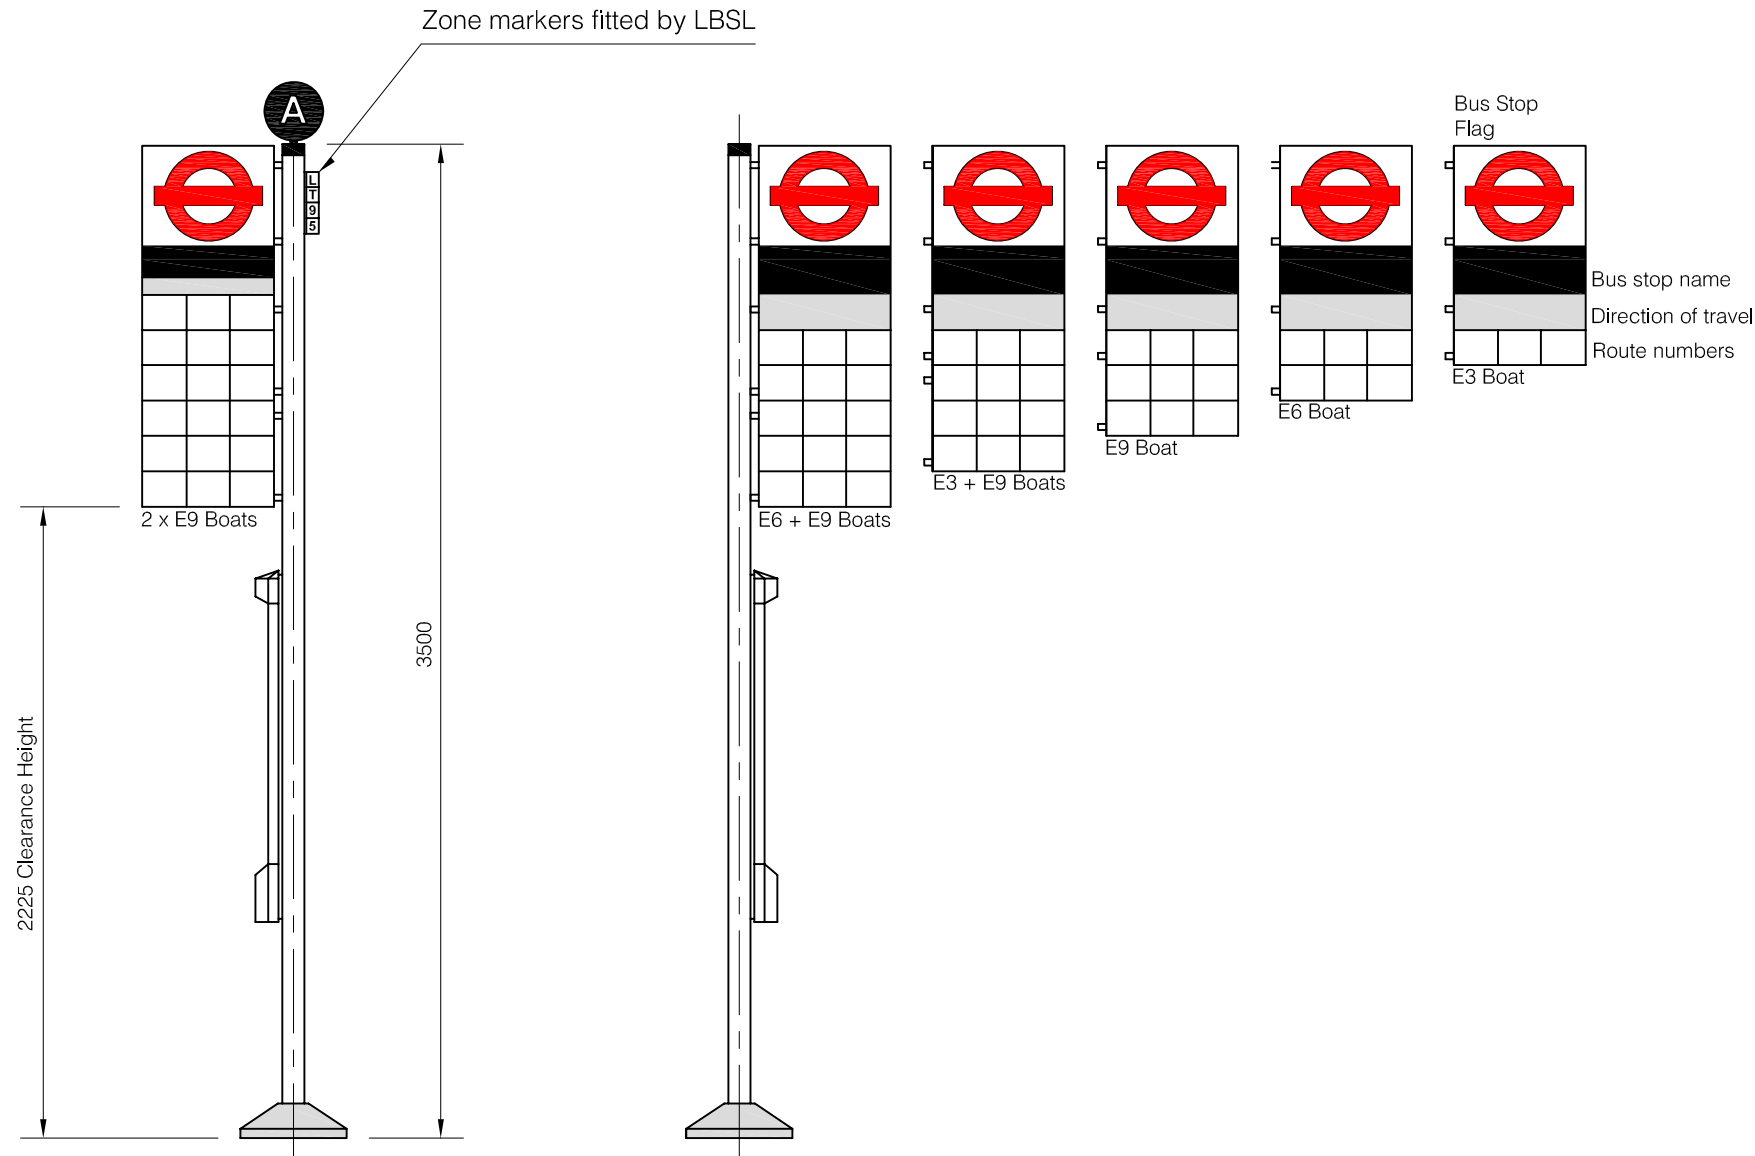 Zone markers fitted by LBSL
A
L
T
9
5
Bus Stop
Flag
Bus stop name
Direction of travel
Route numbers
E3 Boat
E6 Boat
E9 Boat
E3 + E9 Boats
E6 + E9 Boats
2 x E9 Boats
3500
2225 Clearance Height